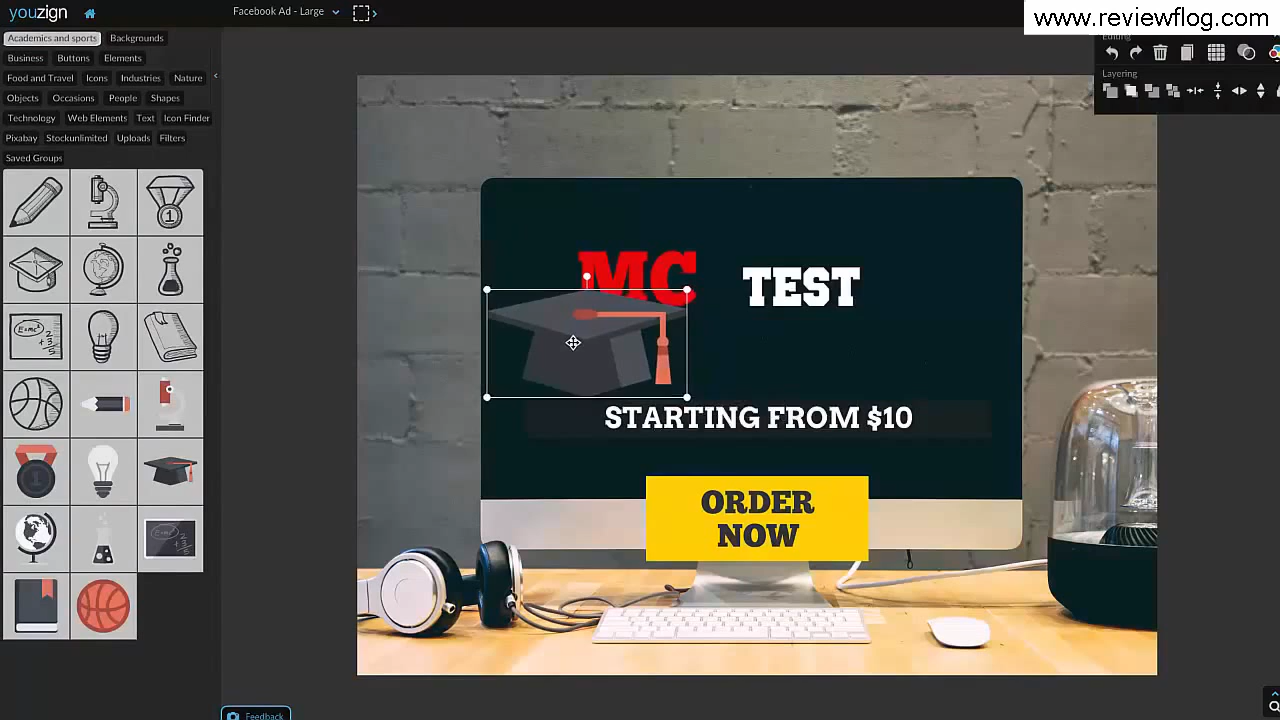 youzign
Facebook Ad - Large
www.reviewflog.com
Editing
Layering
Academics and sports
Backgrounds
Business
Buttons
Elements
Food and Travel
Icons
Industries
Nature
Objects
Occasions
People
Shapes
Technology
Web Elements
Text
Icon Finder
Pixabay
Stockunlimited
Uploads
Filters
Saved Groups
MC
TEST
STARTING FROM $10
ORDER
NOW
Feedback